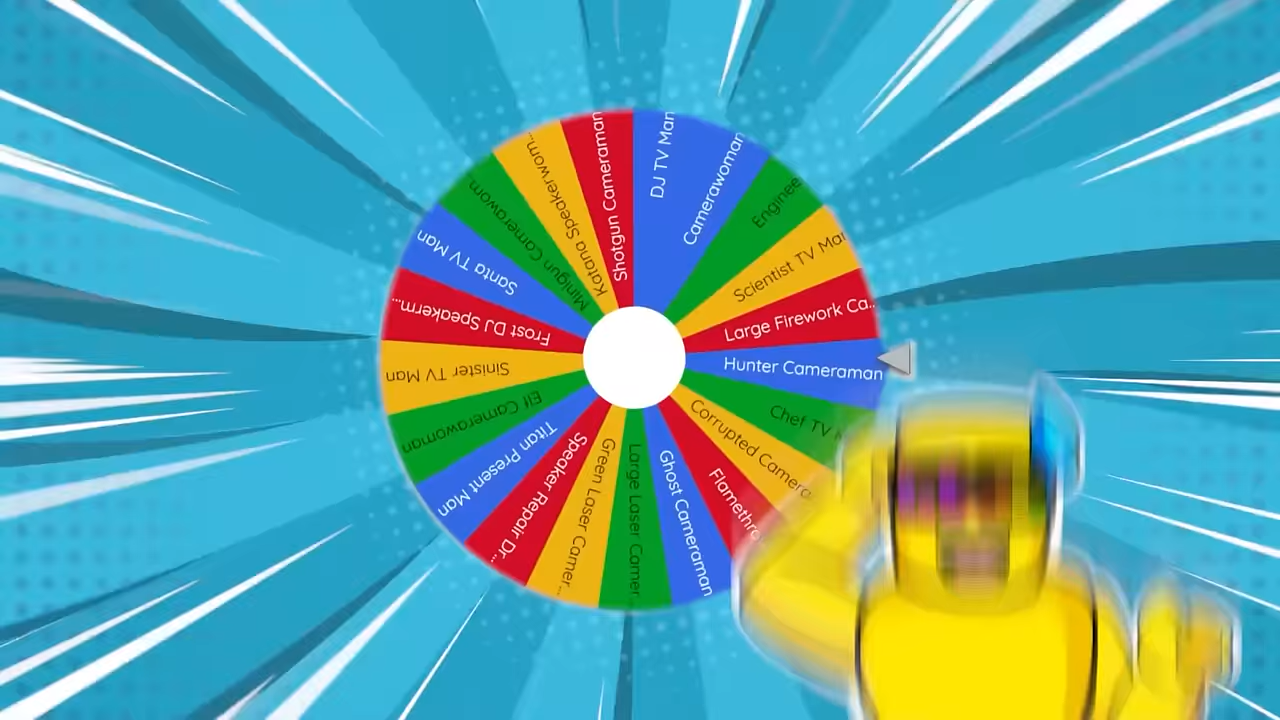 DJ TV Man
Camerawoman
Enginee
Scientist TV Man
Large Firework Ca...
Hunter Cameraman
Chef TV
Corrupted Camera
Flamethro
Ghost Cameraman
Large Laser Camer
Green Laser Camer...
Speaker Repair Dr...
Titan Present Man
Elf Camerawoman
Sinister TV Man
Frost DJ Speakerm...
Santa TV Man
Minigun Camerawom
Katana Speakerwom...
Shotgun Cameraman